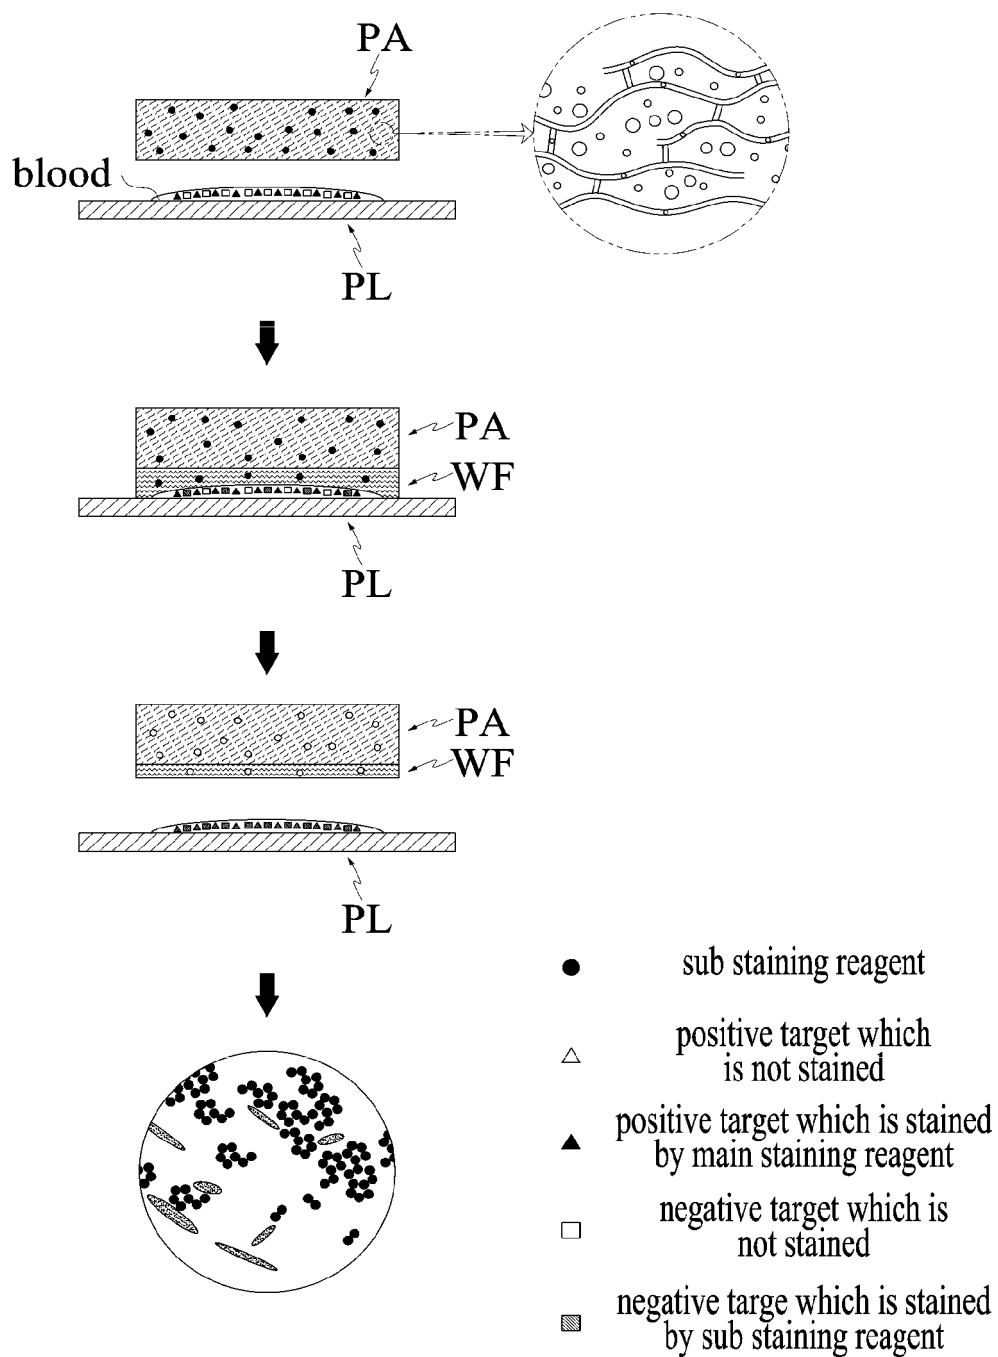 PA
blood
PL
PA
WF
PL
PA
WF
PL
sub staining reagent
positive target which
is not stained
positive target which is stained
by main staining reagent
negative target which is
not stained
negative targe which is stained
by sub staining reagent